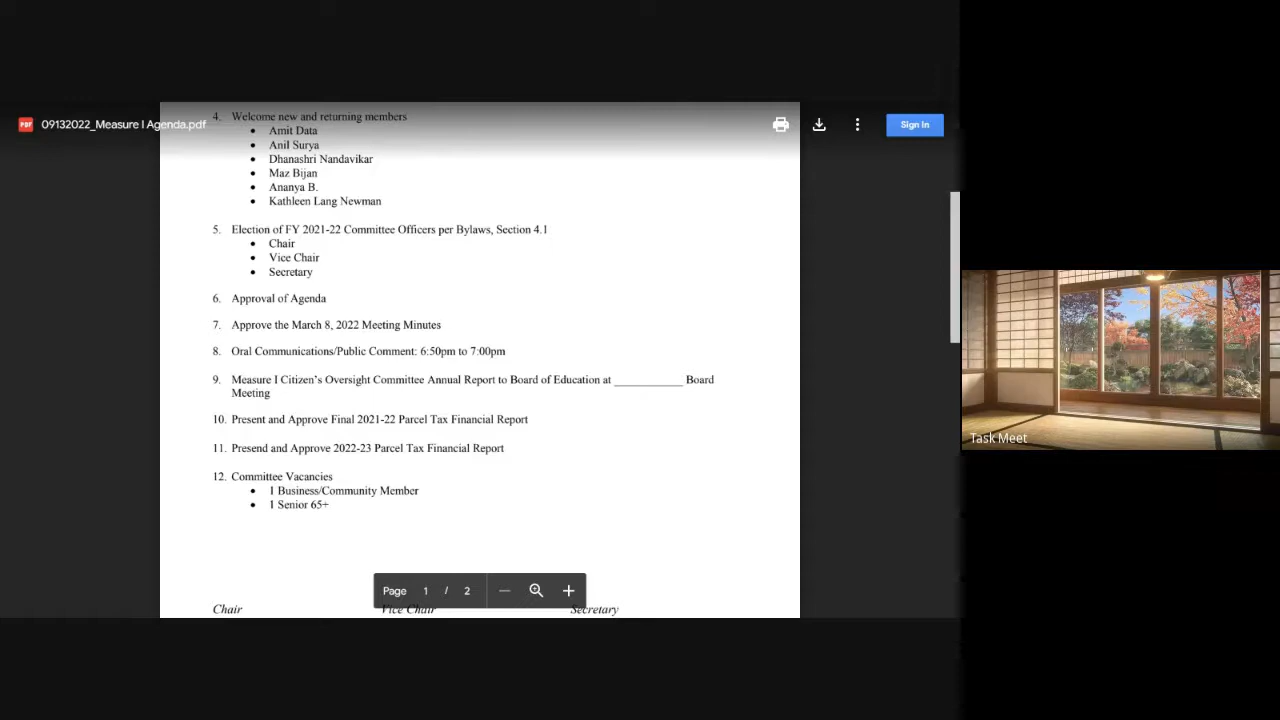 4. Welcome new and returning members
PDF 09132022_Measure I Agenda.pdf
Sign In
• Amit Data
• Anil Surya
• Dhanashri Nandavikar
• Maz Bijan
• Ananya B.
• Kathleen Lang Newman
5. Election of FY 2021-22 Committee Officers per Bylaws, Section 4.1
• Chair
• Vice Chair
• Secretary
6. Approval of Agenda
7. Approve the March 8, 2022 Meeting Minutes
8. Oral Communications/Public Comment: 6:50pm to 7:00pm
9. Measure I Citizen's Oversight Committee Annual Report to Board of Education at ____________ Board
Meeting
10. Present and Approve Final 2021-22 Parcel Tax Financial Report
11. Presend and Approve 2022-23 Parcel Tax Financial Report
12. Committee Vacancies
• 1 Business/Community Member
• 1 Senior 65+
Page 1 / 2
Chair Vice Chair Secretary
Task Meet